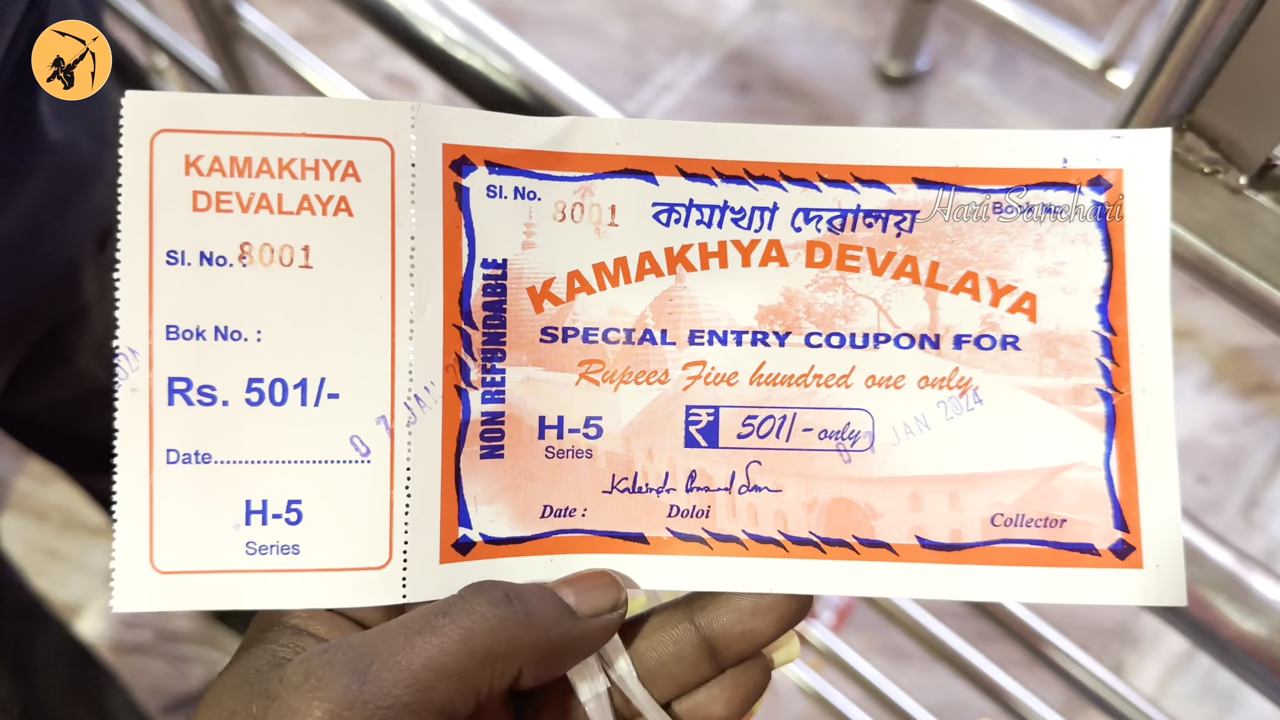 KAMAKHYA
DEVALAYA
Sl. No. : 8001
Bok No. :
Rs. 501/-
Date
07 JAN 2024
H-5
Series
NON REFUNDABLE
Sl. No. 8001
Hari Sanchari
কামাখ্যা দেৱালয়
KAMAKHYA DEVALAYA
SPECIAL ENTRY COUPON FOR
Rupees Five hundred one only
H-5
Series
₹ 501/- only
JAN 2024
Date :
Doloi
Collector